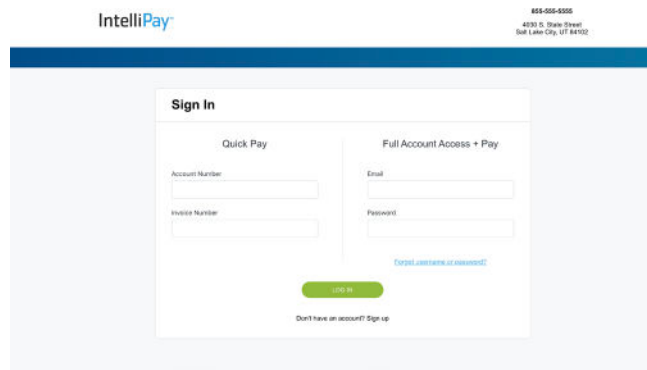 IntelliPay
855-555-5555
4030 S. State Street
Salt Lake City, UT 84102
Sign In
Quick Pay
Full Account Access + Pay
Account Number
Email
Invoice Number
Password
Forgot username or password?
LOG IN
Don't have an account? Sign up